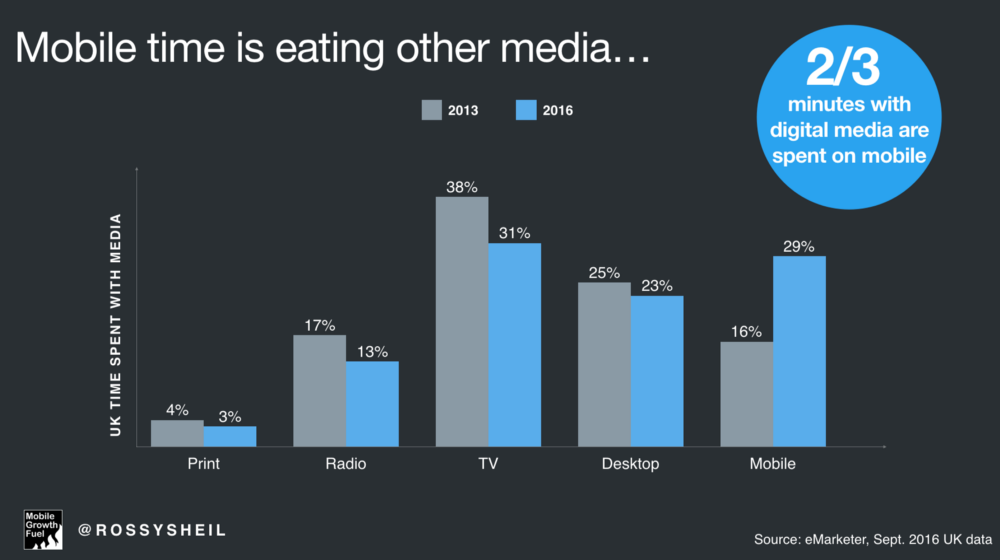 Mobile time is eating other media…
2/3
minutes with
digital media are
spent on mobile
2013
2016
UK TIME SPENT WITH MEDIA
4%
3%
17%
13%
38%
31%
25%
23%
16%
29%
Print
Radio
TV
Desktop
Mobile
Mobile
Growth
Fuel
@ROSSYSHEIL
Source: eMarketer, Sept. 2016 UK data